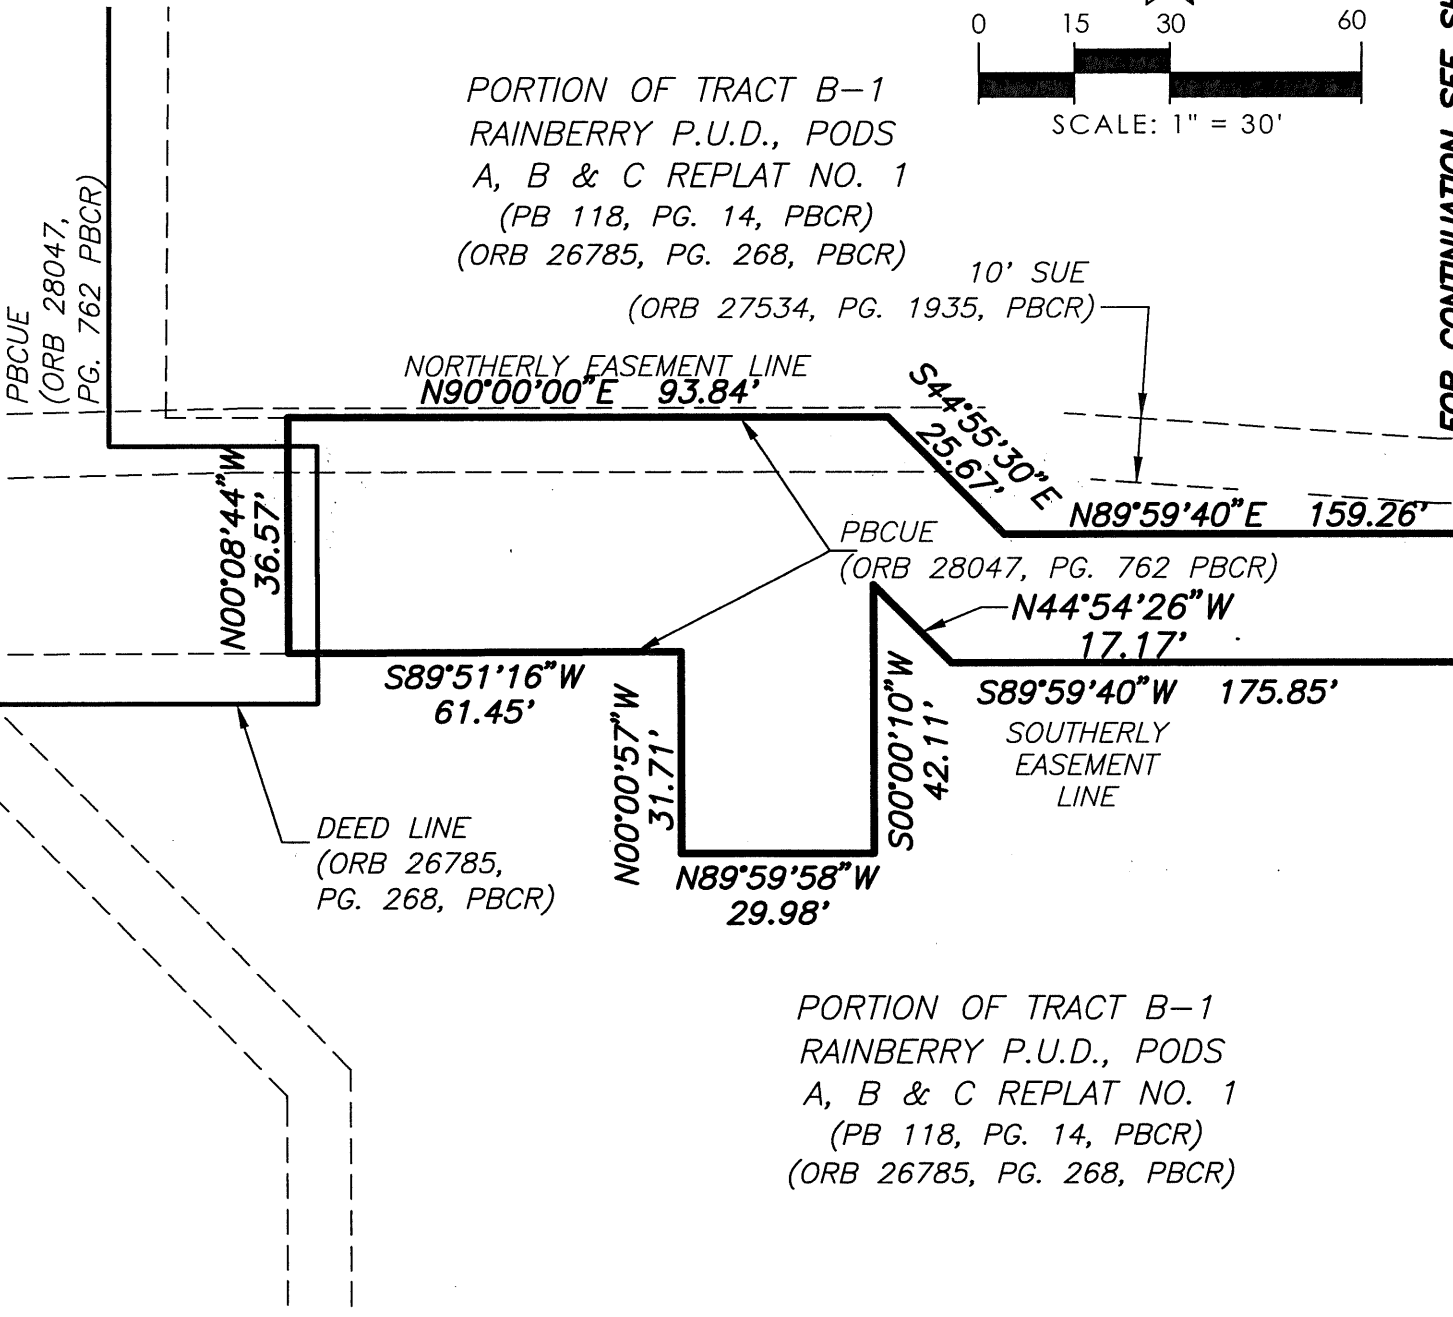 0 15 30 60
SCALE: 1" = 30'
PORTION OF TRACT B-1
RAINBERRY P.U.D., PODS
A, B & C REPLAT NO. 1
(PB 118, PG. 14, PBCR)
(ORB 26785, PG. 268, PBCR)
FOR CONTINUATION SEE
PBCUE
(ORB 28047,
PG. 762 PBCR)
10' SUE
(ORB 27534, PG. 1935, PBCR)
NORTHERLY EASEMENT LINE
N90°00'00"E 93.84'
S44°55'30"E
25.67'
N89°59'40"E 159.26'
N00°08'44"W
36.57'
PBCUE
(ORB 28047, PG. 762 PBCR)
N44°54'26"W
17.17'
S89°51'16"W
61.45'
S89°59'40"W 175.85'
SOUTHERLY
EASEMENT
LINE
N00°00'57"W
31.71'
S00°00'10"W
42.11'
DEED LINE
(ORB 26785,
PG. 268, PBCR)
N89°59'58"W
29.98'
PORTION OF TRACT B-1
RAINBERRY P.U.D., PODS
A, B & C REPLAT NO. 1
(PB 118, PG. 14, PBCR)
(ORB 26785, PG. 268, PBCR)